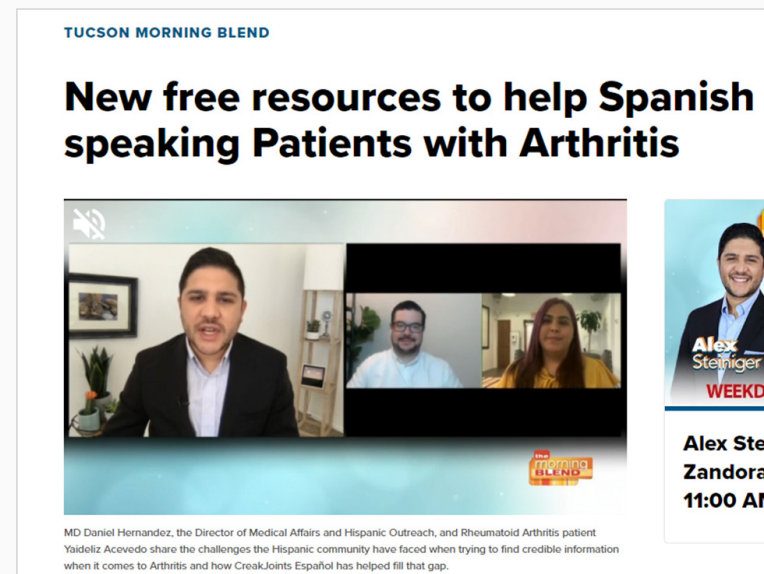 TUCSON MORNING BLEND
New free resources to help Spanish
speaking Patients with Arthritis
the
morning
BLEND
MD Daniel Hernandez, the Director of Medical Affairs and Hispanic Outreach, and Rheumatoid Arthritis patient
Yaideliz Acevedo share the challenges the Hispanic community have faced when trying to find credible information
when it comes to Arthritis and how CreakJoints Español has helped fill that gap.
Alex
Steiniger
WEEKD
Alex Ste
Zandora
11:00 A